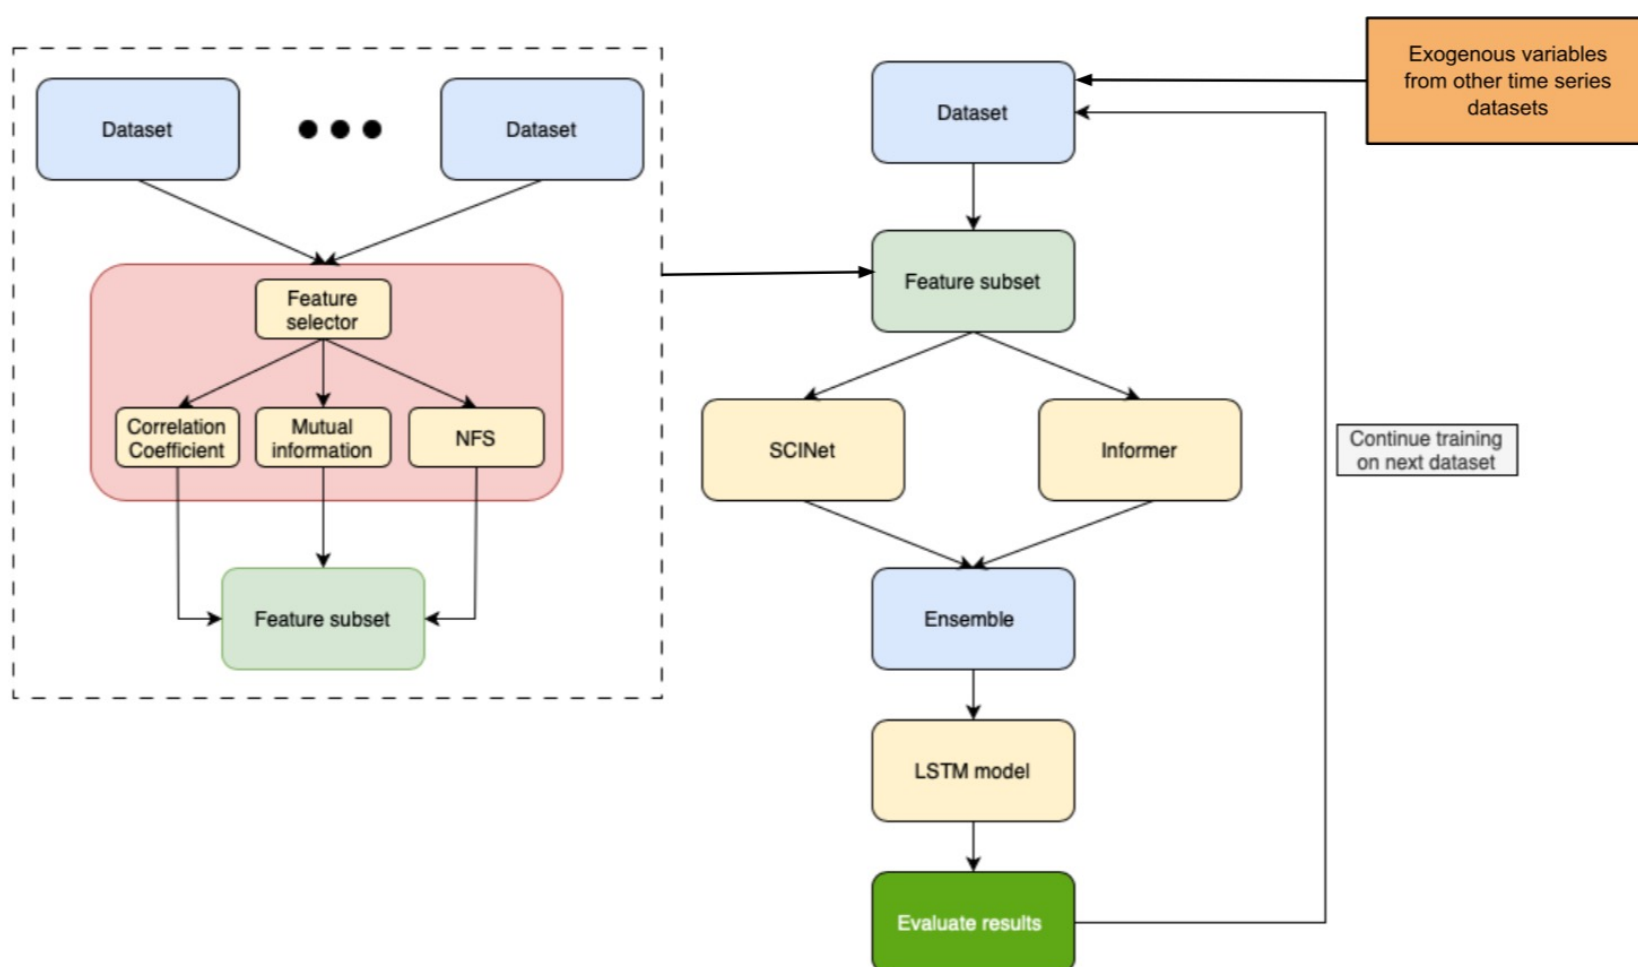 Dataset
Dataset
Feature
selector
Correlation
Coefficient
Mutual
information
NFS
Feature subset
Exogenous variables
from other time series
datasets
Dataset
Feature subset
SCINet
Informer
Continue training
on next dataset
Ensemble
LSTM model
Evaluate results